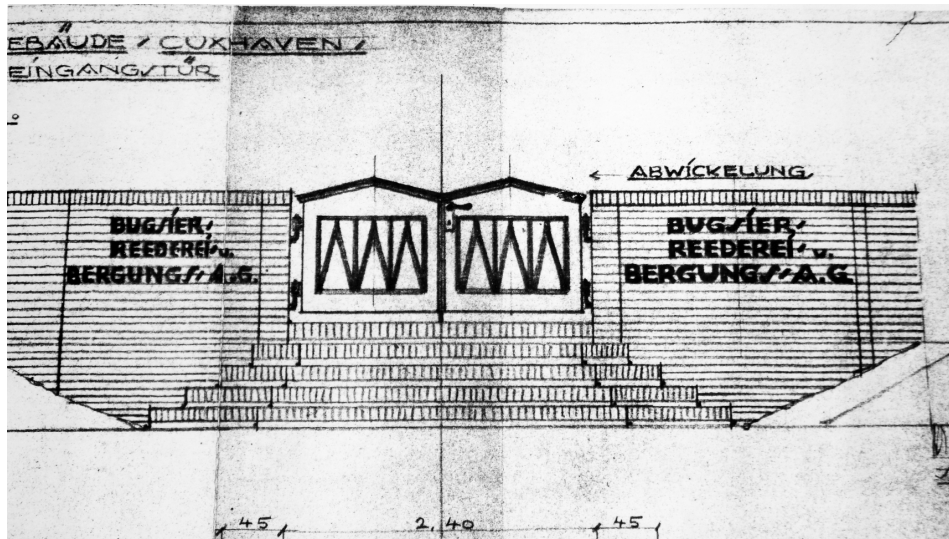 EBÄUDE / CUXHAVEN /
EINGANGSTÜR
ABWICKELUNG
BUGSIER-
REEDEREI- u.
BERGUNGS-A.G.
BUGSIER-
REEDEREI- u.
BERGUNGS-A.G.
45 2,40 45